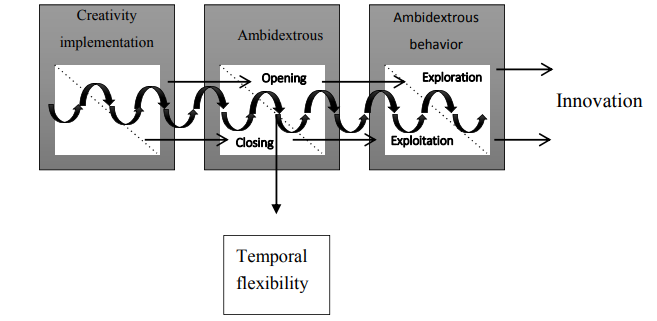 Creativity
implementation
Ambidextrous
Ambidextrous
behavior
Opening
Exploration
Closing
Exploitation
Innovation
Temporal
flexibility